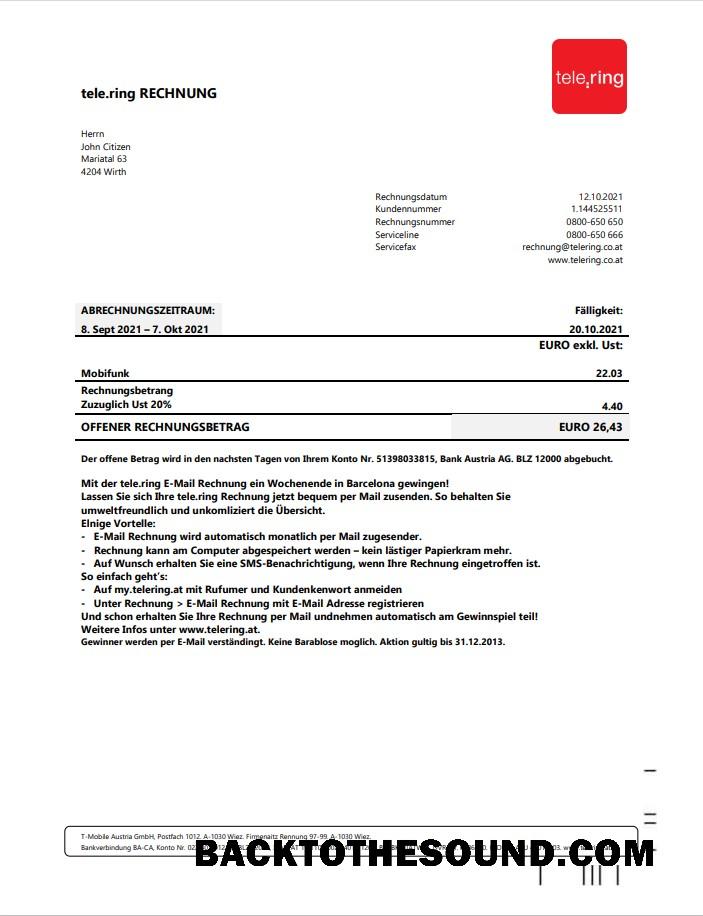 tele.ring
tele.ring RECHNUNG
Herrn
John Citizen
Mariatal 63
4204 Wirth
Rechnungsdatum 12.10.2021
Kundennummer 1.144525511
Rechnungsnummer 0800-650 650
Serviceline 0800-650 666
Servicefax rechnung@telering.co.at
www.telering.co.at
ABRECHNUNGSZEITRAUM: Fälligkeit:
8. Sept 2021 – 7. Okt 2021 20.10.2021
EURO exkl. Ust:
Mobifunk 22.03
Rechnungsbetrang
Zuzuglich Ust 20% 4.40
OFFENER RECHNUNGSBETRAG EURO 26,43
Der offene Betrag wird in den nachsten Tagen von Ihrem Konto Nr. 51398033815, Bank Austria AG. BLZ 12000 abgebucht.
Mit der tele.ring E-Mail Rechnung ein Wochenende in Barcelona gewingen!
Lassen Sie sich Ihre tele.ring Rechnung jetzt bequem per Mail zusenden. So behalten Sie
umweltfreundlich und unkomliziert die Übersicht.
Elnige Vortelle:
- E-Mail Rechnung wird automatisch monatlich per Mail zugesender.
- Rechnung kann am Computer abgespeichert werden – kein lästiger Papierkram mehr.
- Auf Wunsch erhalten Sie eine SMS-Benachrichtigung, wenn Ihre Rechnung eingetroffen ist.
So einfach geht's:
- Auf my.telering.at mit Rufumer und Kundenkenwort anmeiden
- Unter Rechnung > E-Mail Rechnung mit E-Mail Adresse registrieren
Und schon erhalten Sie Ihre Rechnung per Mail undnehmen automatisch am Gewinnspiel teil!
Weitere Infos unter www.telering.at.
Gewinner werden per E-Mail verständingt. Keine Barablose moglich. Aktion gultig bis 31.12.2013.
T-Mobile Austria GmbH, Postfach 1012. A-1030 Wiez. Firmenaitz Rennung 97-99, A-1030 Wiez.
Bankverbindung BA-CA, Konto Nr.
BACKTOTHESOUND.COM